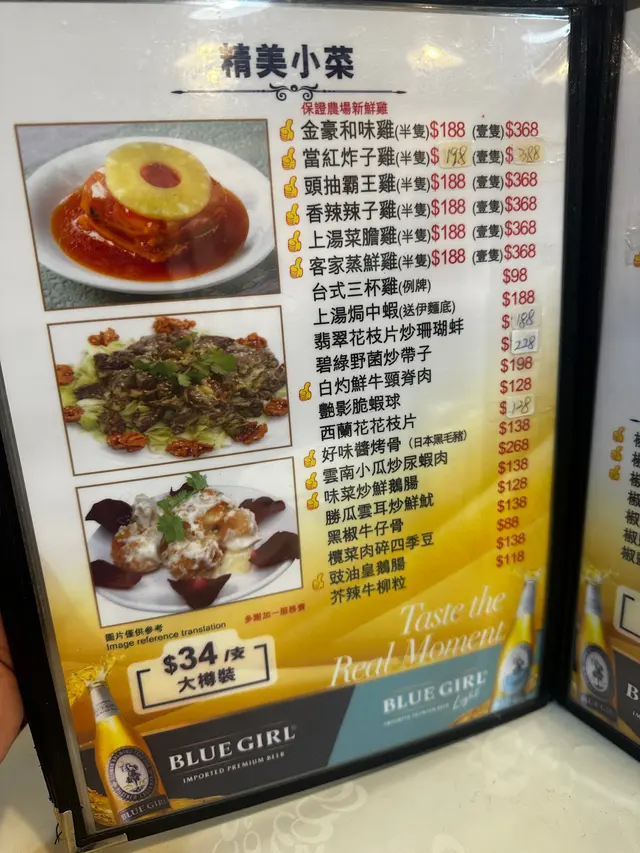 精美小菜
保證農場新鮮雞
金豪和味雞(半隻)$188 (壹隻)$368
當紅炸子雞(半隻)$198 (壹隻)$388
頭抽霸王雞(半隻)$188 (壹隻)$368
香辣辣子雞(半隻)$188 (壹隻)$368
上湯菜膽雞(半隻)$188 (壹隻)$368
客家蒸鮮雞(半隻)$188 (壹隻)$368
台式三杯雞(例牌) $98
上湯焗中蝦(送伊麵底) $188
翡翠花枝片炒珊瑚蚌 $188
碧綠野菌炒帶子 $228
白灼鮮牛頸脊肉 $198
艷影脆蝦球 $128
西蘭花花枝片 $128
好味醬烤骨(日本黑毛豬) $138
雲南小瓜炒尿蝦肉 $268
味菜炒鮮鵝腸 $138
勝瓜雲耳炒鮮魷 $128
黑椒牛仔骨 $138
欖菜肉碎四季豆 $88
豉油皇鵝腸 $138
芥辣牛柳粒 $118
圖片僅供參考
Image reference translation
多謝加一服務費
$34/支
大樽裝
Taste the
Real Moment
BLUE GIRL
IMPORTED PREMIUM BEER
BLUE GIRL
Light
BLUE GIRL